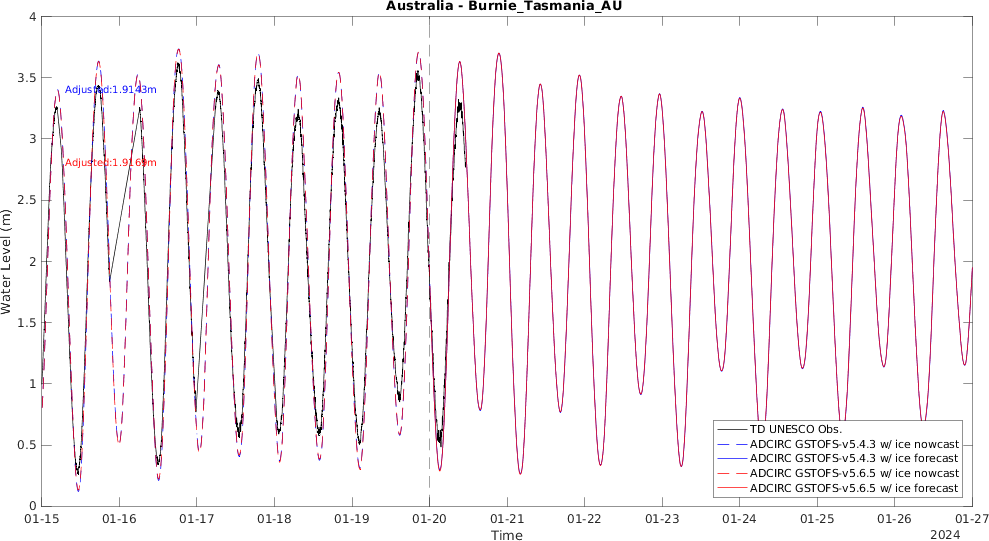 Australia - Burnie_Tasmania_AU
4
3.5
3
2.5
2
1.5
1
0.5
0
Water Level (m)
Adjusted:1.9143m
Adjusted:1.9169m
TD UNESCO Obs.
ADCIRC GSTOFS-v5.4.3 w/ ice nowcast
ADCIRC GSTOFS-v5.4.3 w/ ice forecast
ADCIRC GSTOFS-v5.6.5 w/ ice nowcast
ADCIRC GSTOFS-v5.6.5 w/ ice forecast
01-15 01-16 01-17 01-18 01-19 01-20 01-21 01-22 01-23 01-24 01-25 01-26 01-27
Time
2024